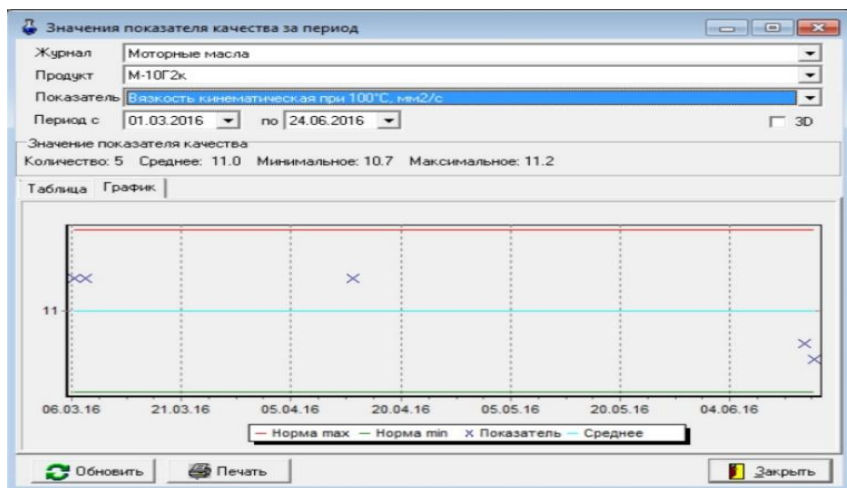 Значения показателя качества за период
Журнал Моторные масла
Продукт М-10Г2к
Показатель Вязкость кинематическая при 100°С, мм2/с
Период с 01.03.2016 по 24.06.2016 3D
Значение показателя качества
Количество: 5 Среднее: 11.0 Минимальное: 10.7 Максимальное: 11.2
Таблица График
11
06.03.16 21.03.16 05.04.16 20.04.16 05.05.16 20.05.16 04.06.16
Норма max Норма min Показатель Среднее
Обновить Печать Закрыть